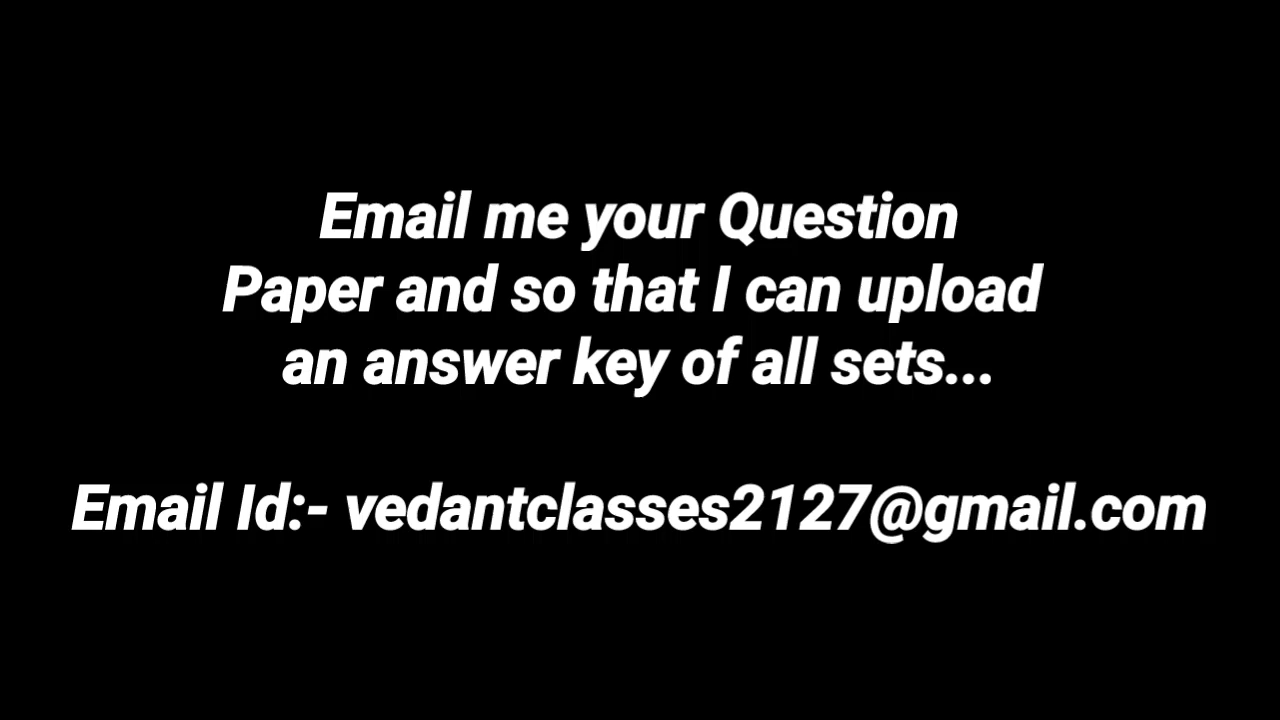 Email me your Question
Paper and so that I can upload
an answer key of all sets...
Email Id:- vedantclasses2127@gmail.com